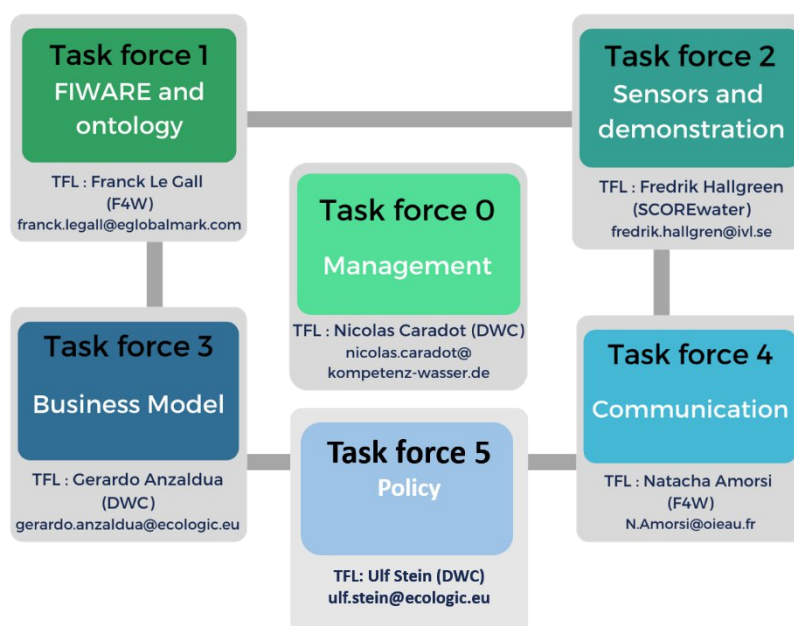 Task force 1
FIWARE and
ontology
TFL : Franck Le Gall
(F4W)
franck.legall@eglobalmark.com
Task force 2
Sensors and
demonstration
TFL : Fredrik Hallgreen
(SCOREwater)
fredrik.hallgren@ivl.se
Task force 0
Management
TFL : Nicolas Caradot (DWC)
nicolas.caradot@
kompetenz-wasser.de
Task force 3
Business Model
TFL : Gerardo Anzaldua
(DWC)
gerardo.anzaldua@ecologic.eu
Task force 4
Communication
TFL : Natacha Amorsi
(F4W)
N.Amorsi@oieau.fr
Task force 5
Policy
TFL: Ulf Stein (DWC)
ulf.stein@ecologic.eu